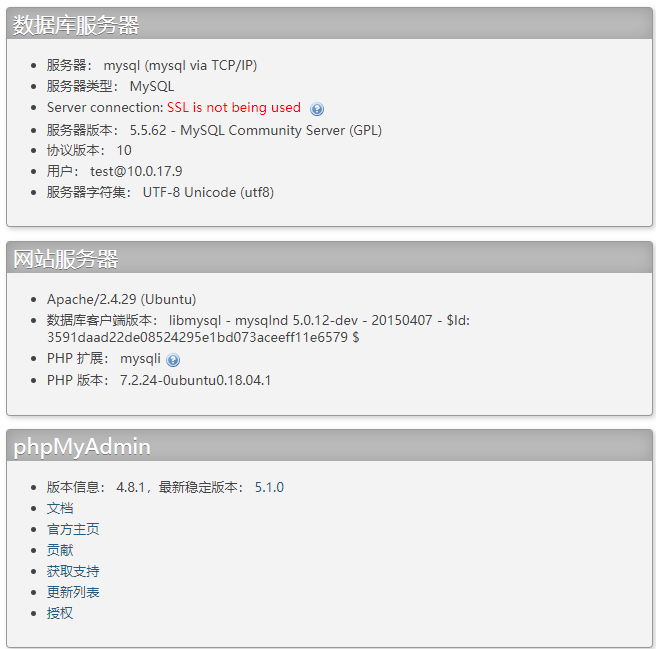 数据库服务器
服务器： mysql (mysql via TCP/IP)
服务器类型： MySQL
Server connection: SSL is not being used
服务器版本： 5.5.62 - MySQL Community Server (GPL)
协议版本： 10
用户： test@10.0.17.9
服务器字符集： UTF-8 Unicode (utf8)
网站服务器
Apache/2.4.29 (Ubuntu)
数据库客户端版本： libmysql - mysqlnd 5.0.12-dev - 20150407 - $Id:
3591daad22de08524295e1bd073aceeff11e6579 $
PHP 扩展： mysqli
PHP 版本： 7.2.24-0ubuntu0.18.04.1
phpMyAdmin
版本信息： 4.8.1，最新稳定版本： 5.1.0
文档
官方主页
贡献
获取支持
更新列表
授权